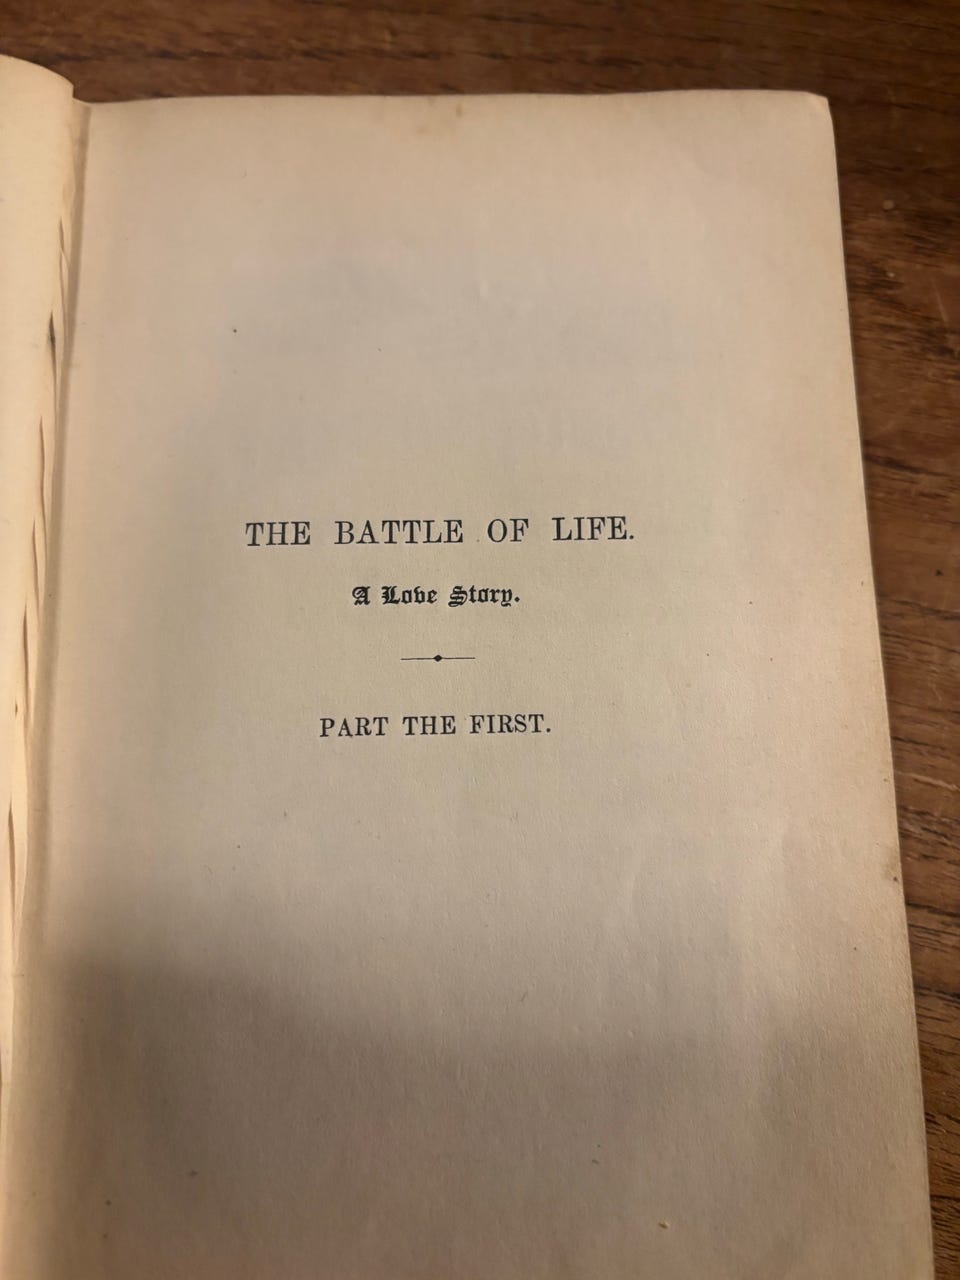 THE BATTLE OF LIFE.
A Love Story.
PART THE FIRST.